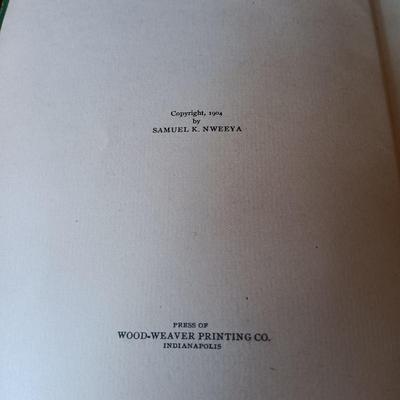 Copyright, 1904
by
SAMUEL K. NWEEYA
PRESS OF
WOOD-WEAVER PRINTING CO.
INDIANAPOLIS